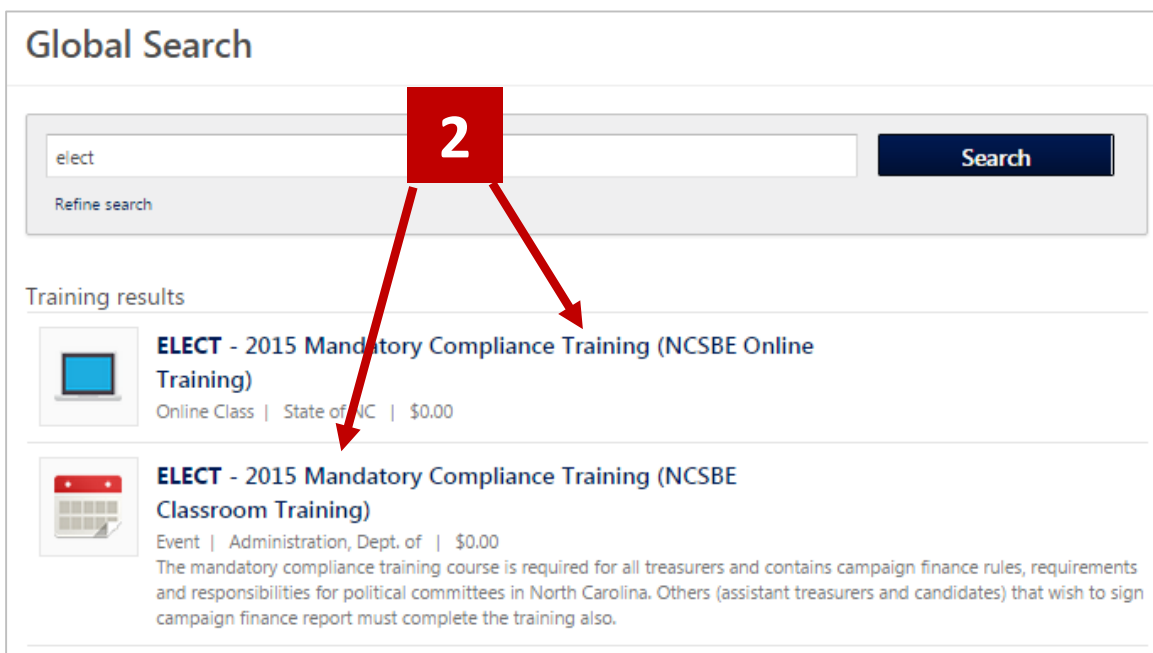 Global Search
2
elect
Search
Refine search
Training results
ELECT - 2015 Mandatory Compliance Training (NCSBE Online
Training)
Online Class | State of NC | $0.00
ELECT - 2015 Mandatory Compliance Training (NCSBE
Classroom Training)
Event | Administration, Dept. of | $0.00
The mandatory compliance training course is required for all treasurers and contains campaign finance rules, requirements
and responsibilities for political committees in North Carolina. Others (assistant treasurers and candidates) that wish to sign
campaign finance report must complete the training also.